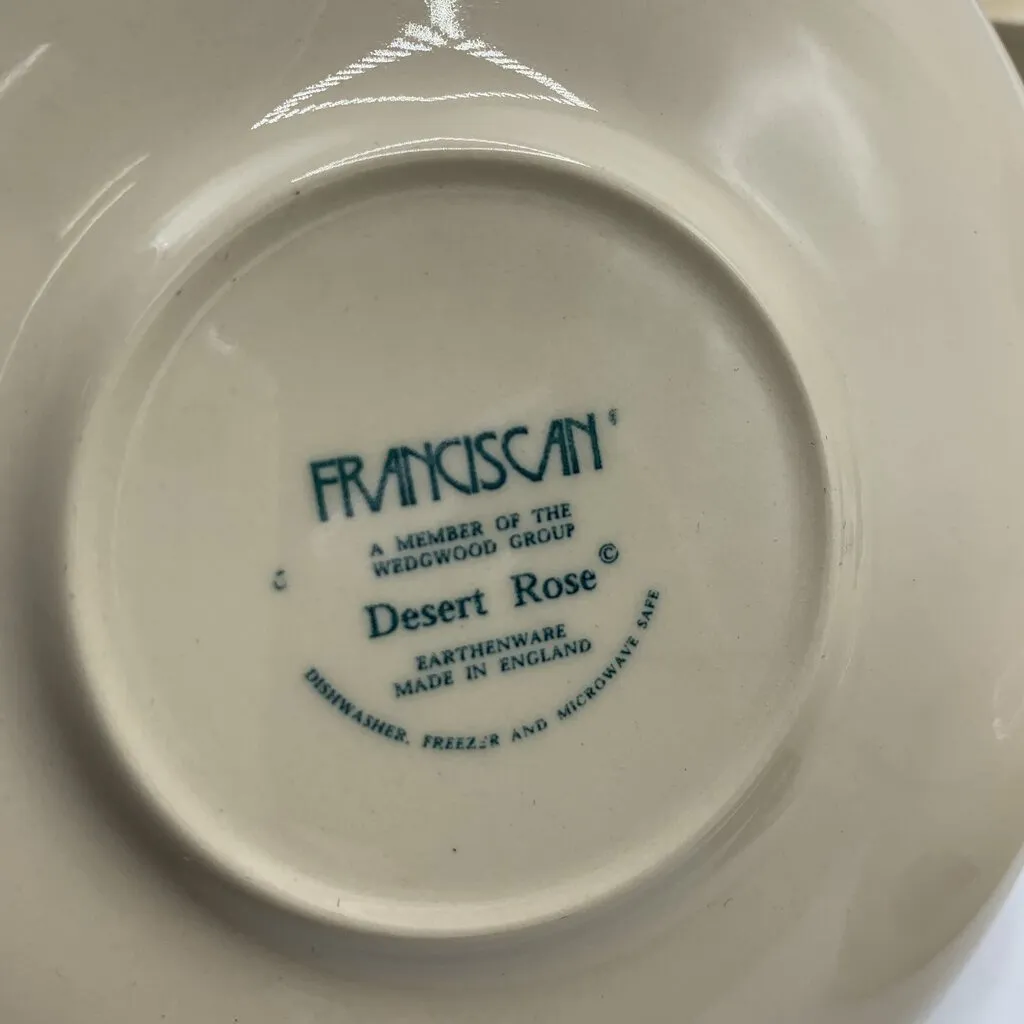 FRANCISCAN
A MEMBER OF THE
WEDGWOOD GROUP
Desert Rose ©
EARTHENWARE
MADE IN ENGLAND
DISHWASHER, FREEZER AND MICROWAVE SAFE